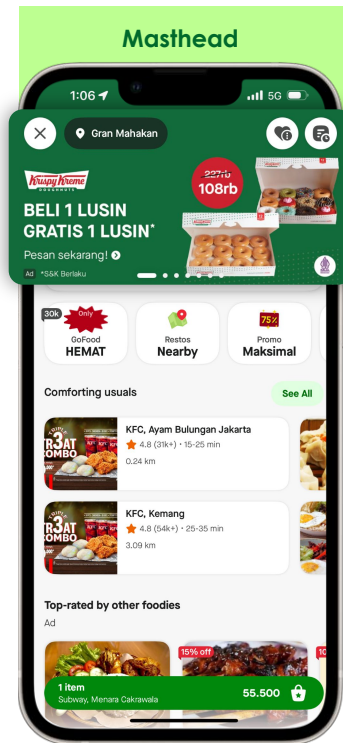 Masthead
1:06
5G
Gran Mahakan
Krispy Kreme
DOUGHNUTS
227rb
108rb
BELI 1 LUSIN
GRATIS 1 LUSIN*
Pesan sekarang!
Ad *S&K Berlaku
30k
Only
GoFood
HEMAT
Restos
Nearby
75%
Promo
Maksimal
Comforting usuals
See All
KFC, Ayam Bulungan Jakarta
4.8 (31k+) • 15-25 min
0.24 km
KFC, Kemang
4.8 (54k+) • 25-35 min
3.09 km
Top-rated by other foodies
Ad
15% off
10
1 item
Subway, Menara Cakrawala
55.500